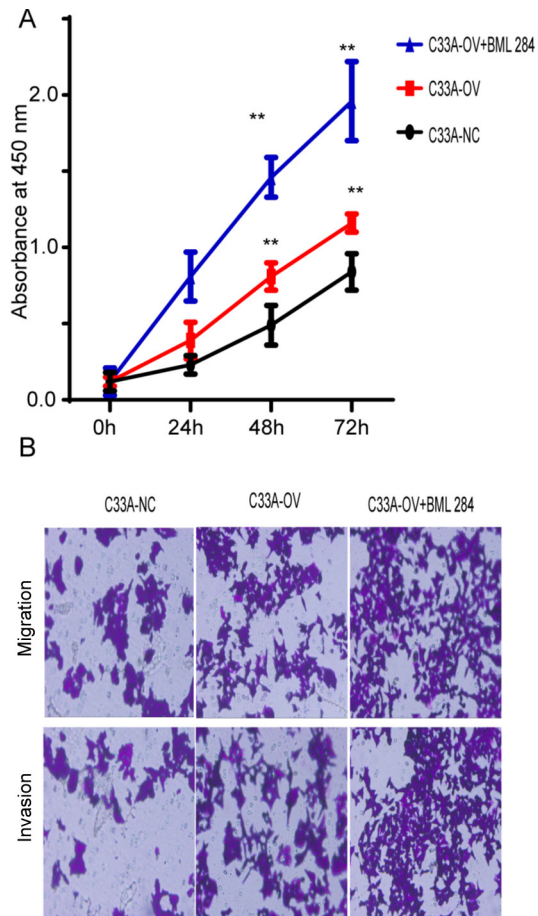 A
C33A-OV+BML 284
C33A-OV
C33A-NC
Absorbance at 450 nm
2.0
1.0
0.0
**
**
**
**
0h 24h 48h 72h
B
C33A-NC C33A-OV C33A-OV+BML 284
Migration
Invasion